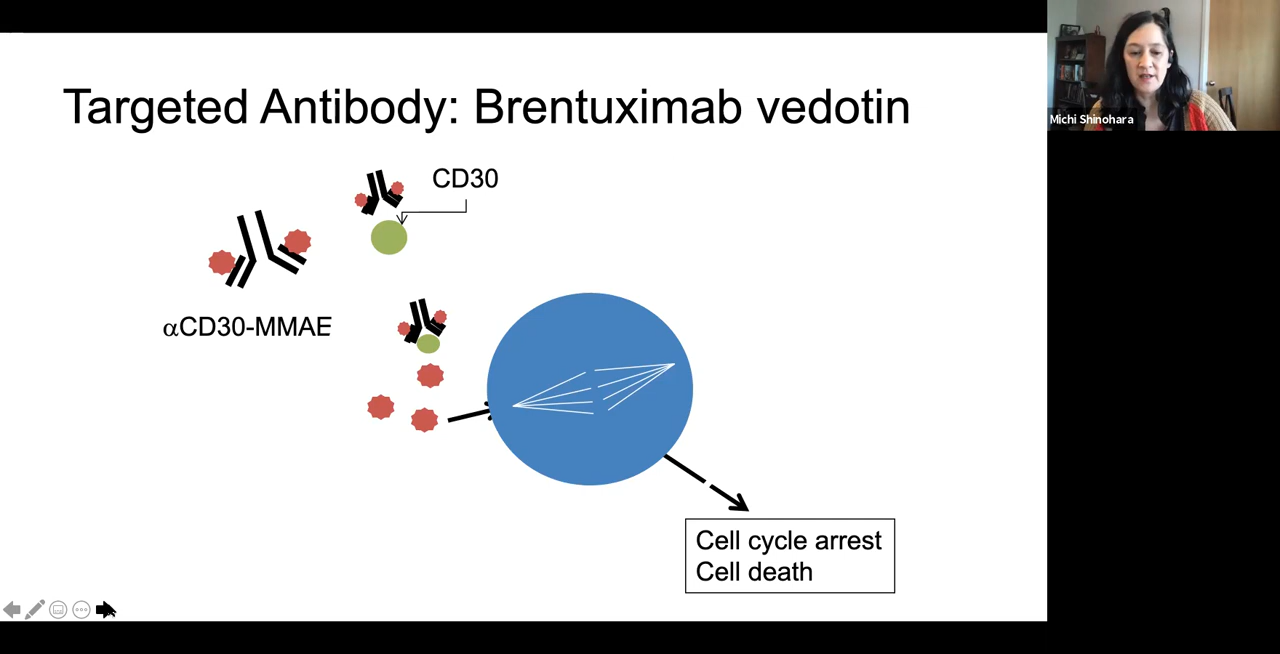 Targeted Antibody: Brentuximab vedotin
CD30
αCD30-MMAE
Cell cycle arrest
Cell death
Michi Shinohara